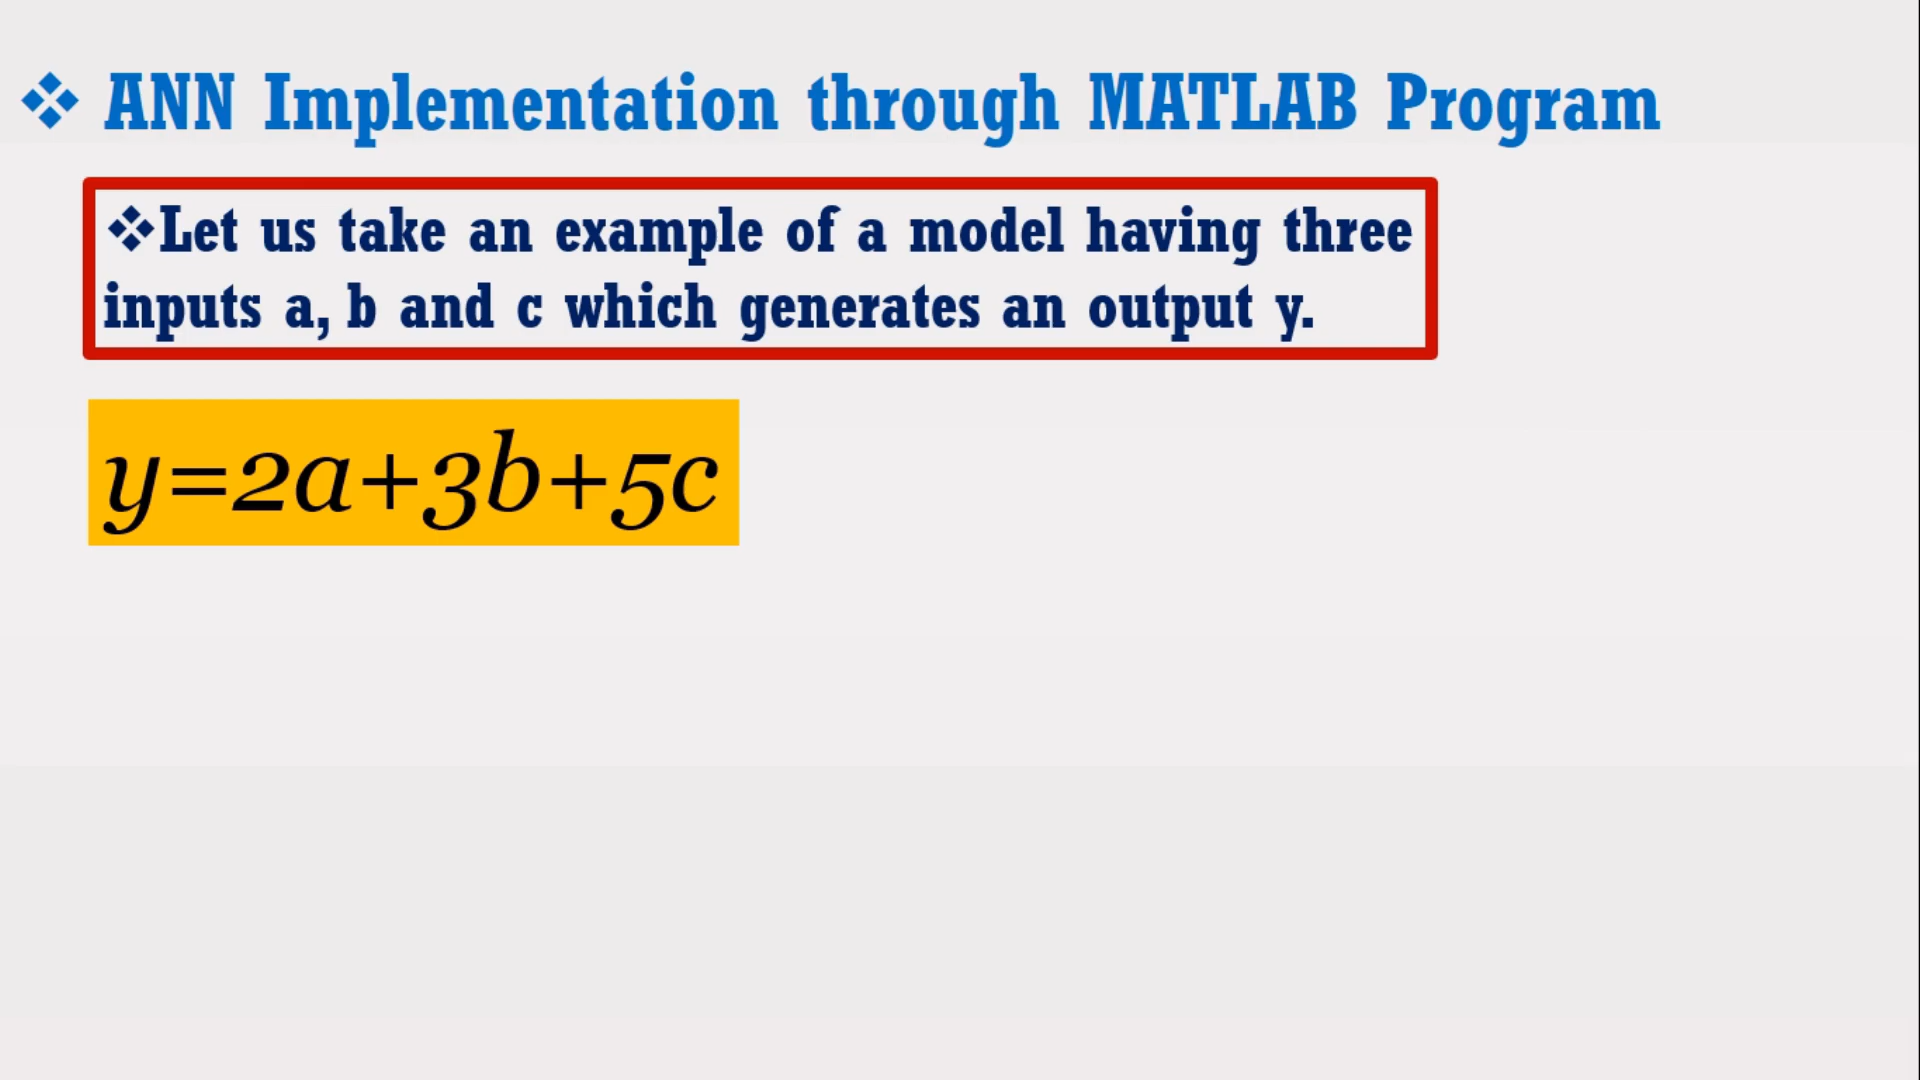 ❖ ANN Implementation through MATLAB Program
❖Let us take an example of a model having three
inputs a, b and c which generates an output y.
y=2a+3b+5c